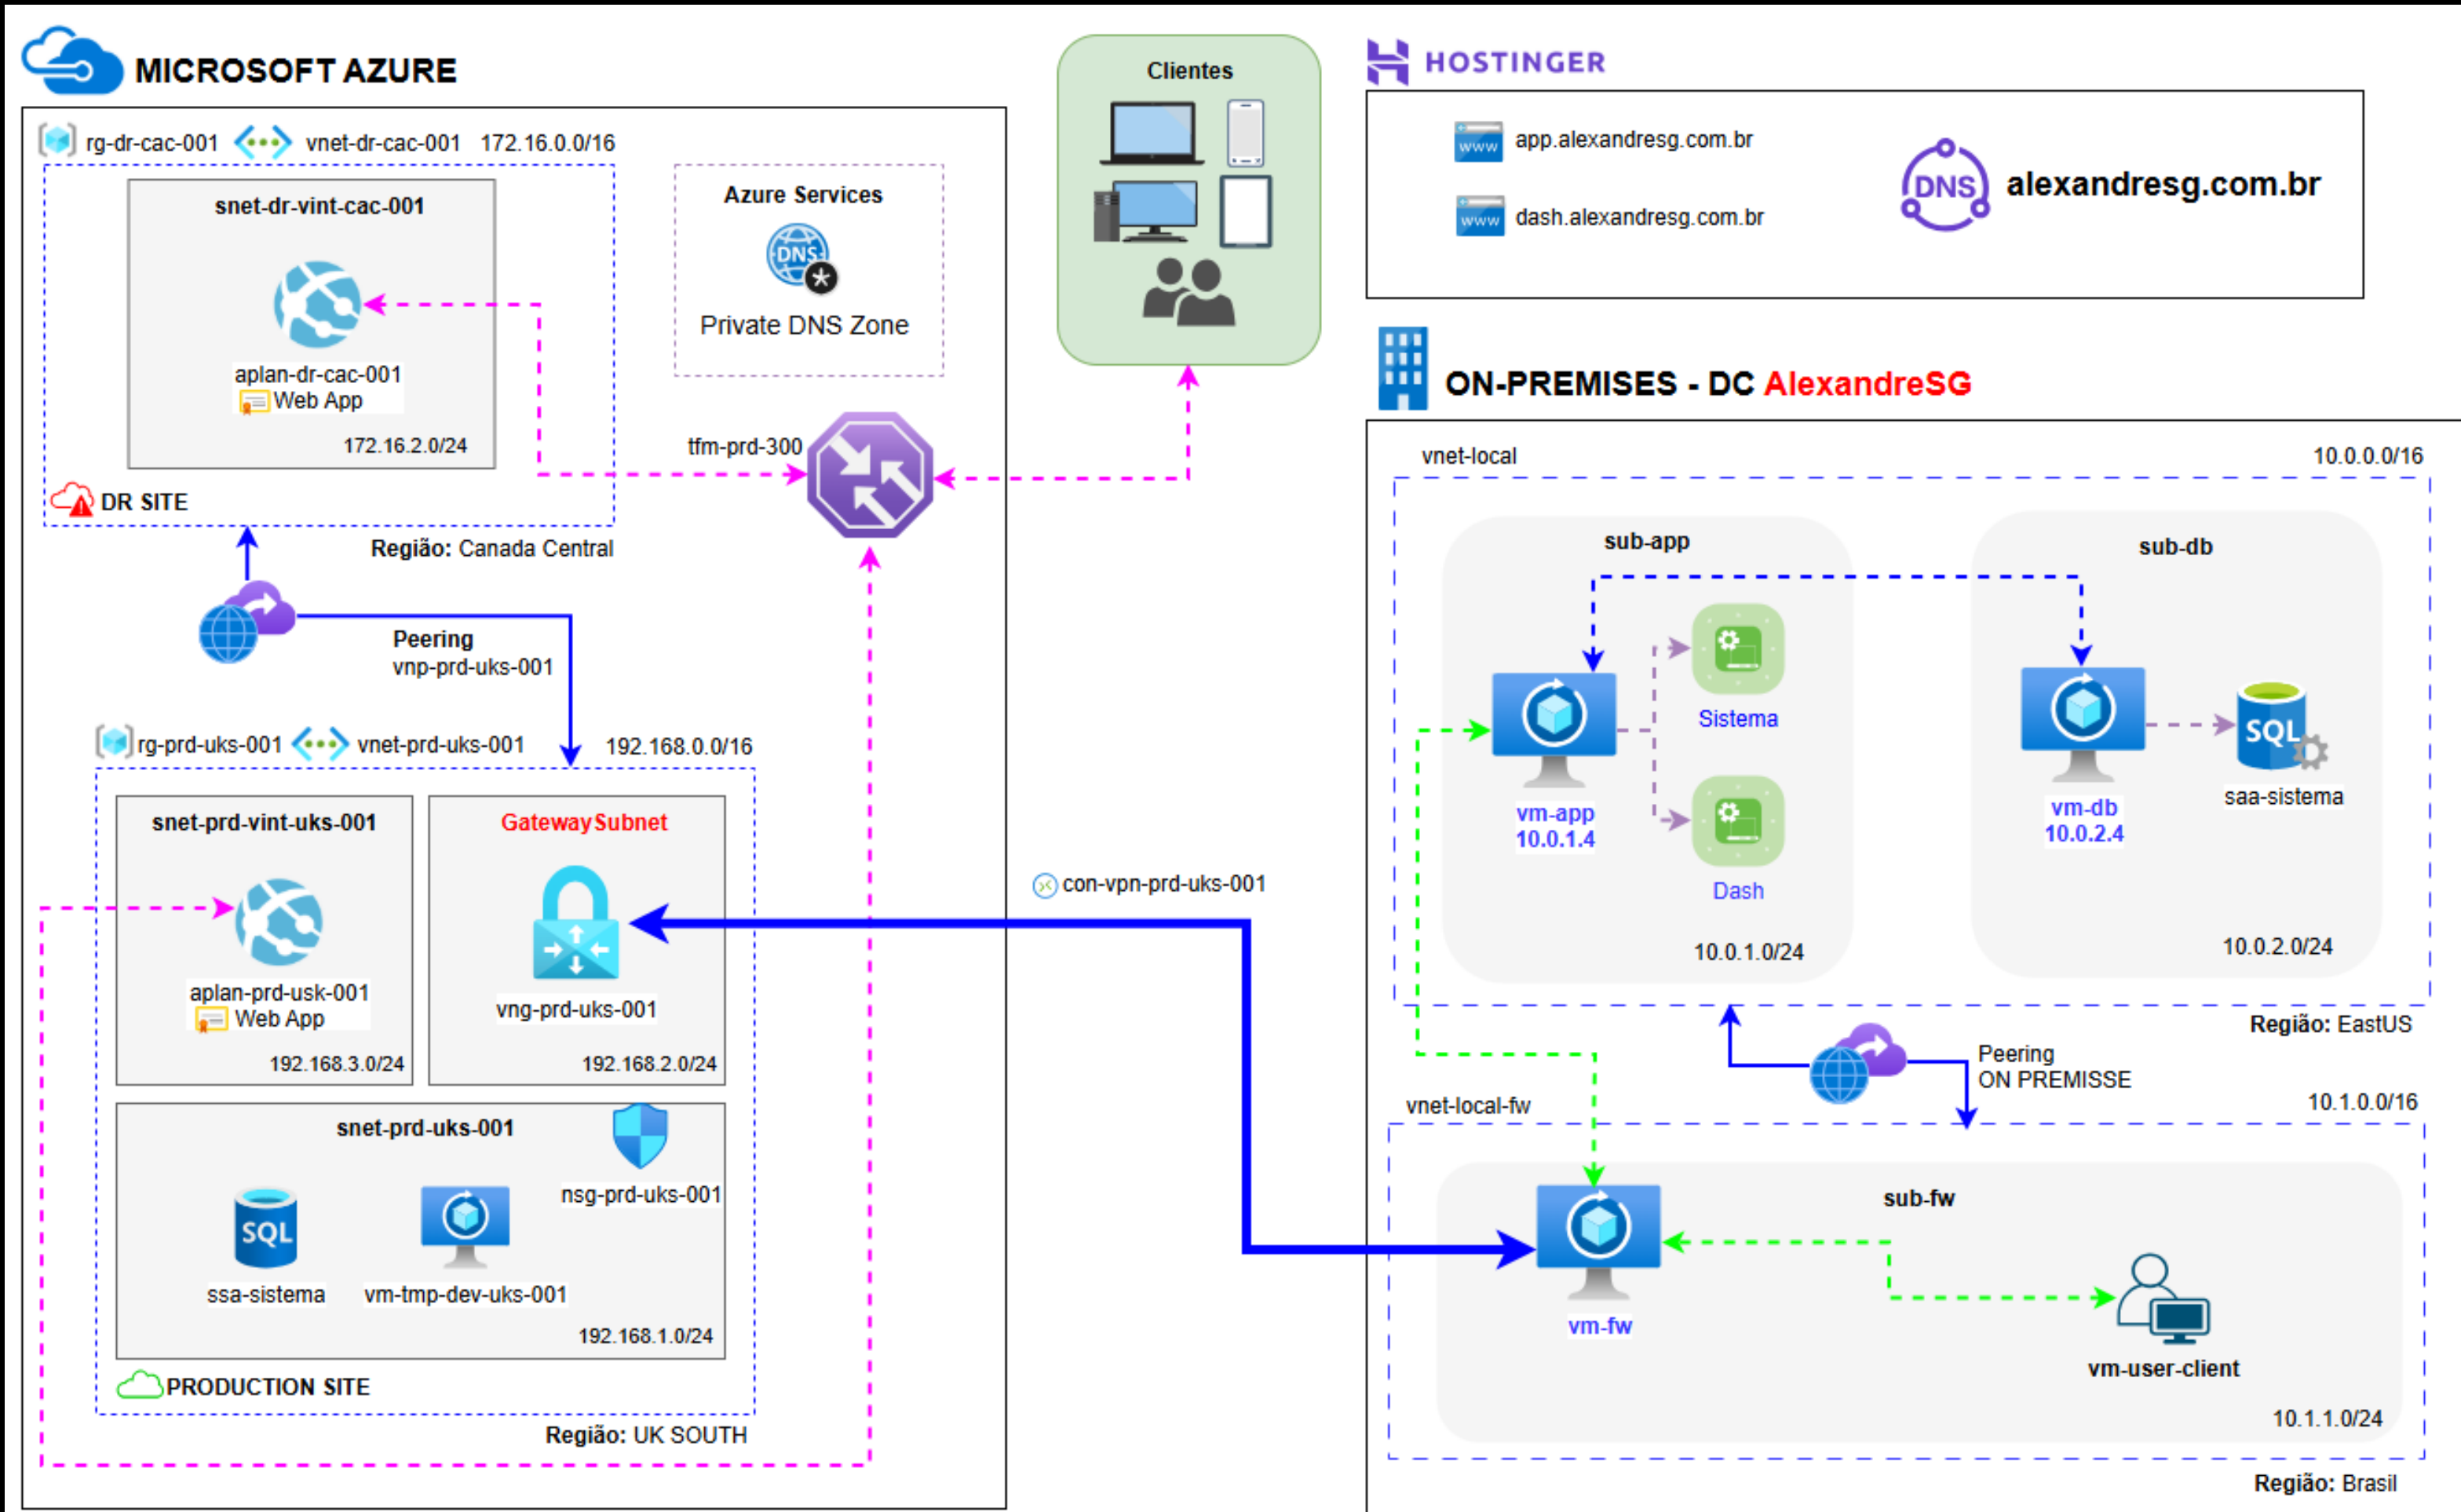 MICROSOFT AZURE
rg-dr-cac-001
vnet-dr-cac-001
172.16.0.0/16
snet-dr-vint-cac-001
aplan-dr-cac-001
Web App
172.16.2.0/24
DR SITE
Região: Canada Central
Azure Services
DNS
Private DNS Zone
tfm-prd-300
Peering
vnp-prd-uks-001
rg-prd-uks-001
vnet-prd-uks-001
192.168.0.0/16
snet-prd-vint-uks-001
aplan-prd-usk-001
Web App
192.168.3.0/24
GatewaySubnet
vng-prd-uks-001
192.168.2.0/24
snet-prd-uks-001
nsg-prd-uks-001
SQL
ssa-sistema
vm-tmp-dev-uks-001
192.168.1.0/24
PRODUCTION SITE
Região: UK SOUTH
Clientes
con-vpn-prd-uks-001
HOSTINGER
www
app.alexandresg.com.br
www
dash.alexandresg.com.br
DNS
alexandresg.com.br
ON-PREMISES - DC AlexandreSG
vnet-local
10.0.0.0/16
sub-app
vm-app
10.0.1.4
Sistema
Dash
10.0.1.0/24
sub-db
vm-db
10.0.2.4
SQL
saa-sistema
10.0.2.0/24
Região: EastUS
Peering
ON PREMISSE
vnet-local-fw
10.1.0.0/16
sub-fw
vm-fw
vm-user-client
10.1.1.0/24
Região: Brasil